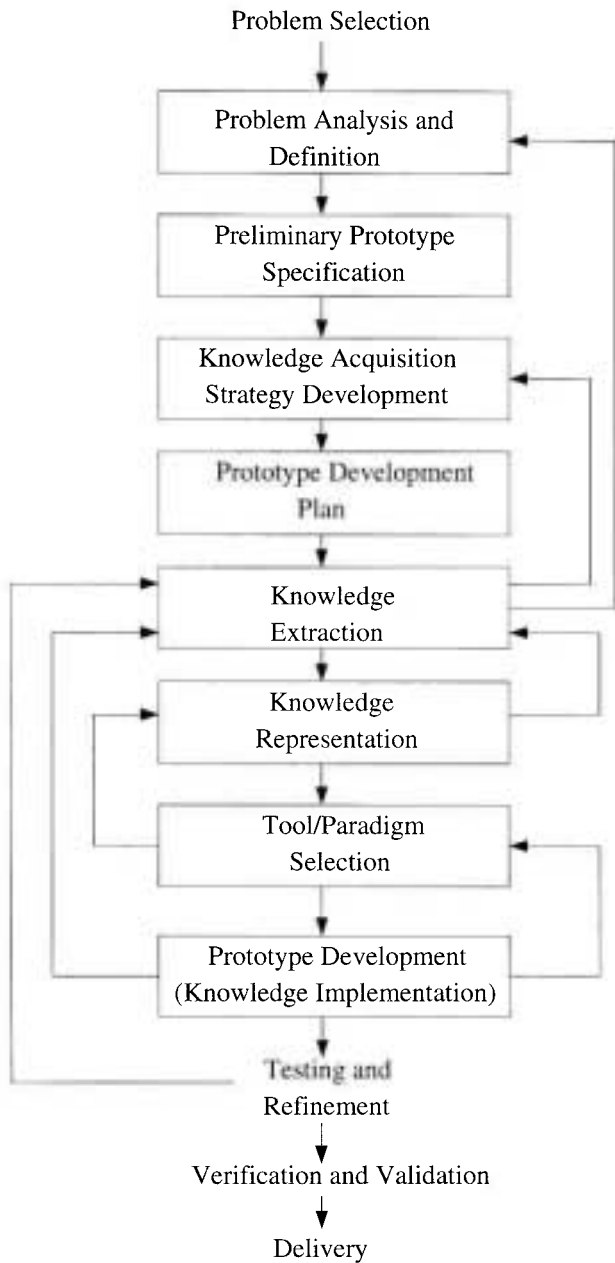 Problem Selection
Problem Analysis and
Definition
Preliminary Prototype
Specification
Knowledge Acquisition
Strategy Development
Prototype Development
Plan
Knowledge
Extraction
Knowledge
Representation
Tool/Paradigm
Selection
Prototype Development
(Knowledge Implementation)
Testing and
Refinement
Verification and Validation
Delivery